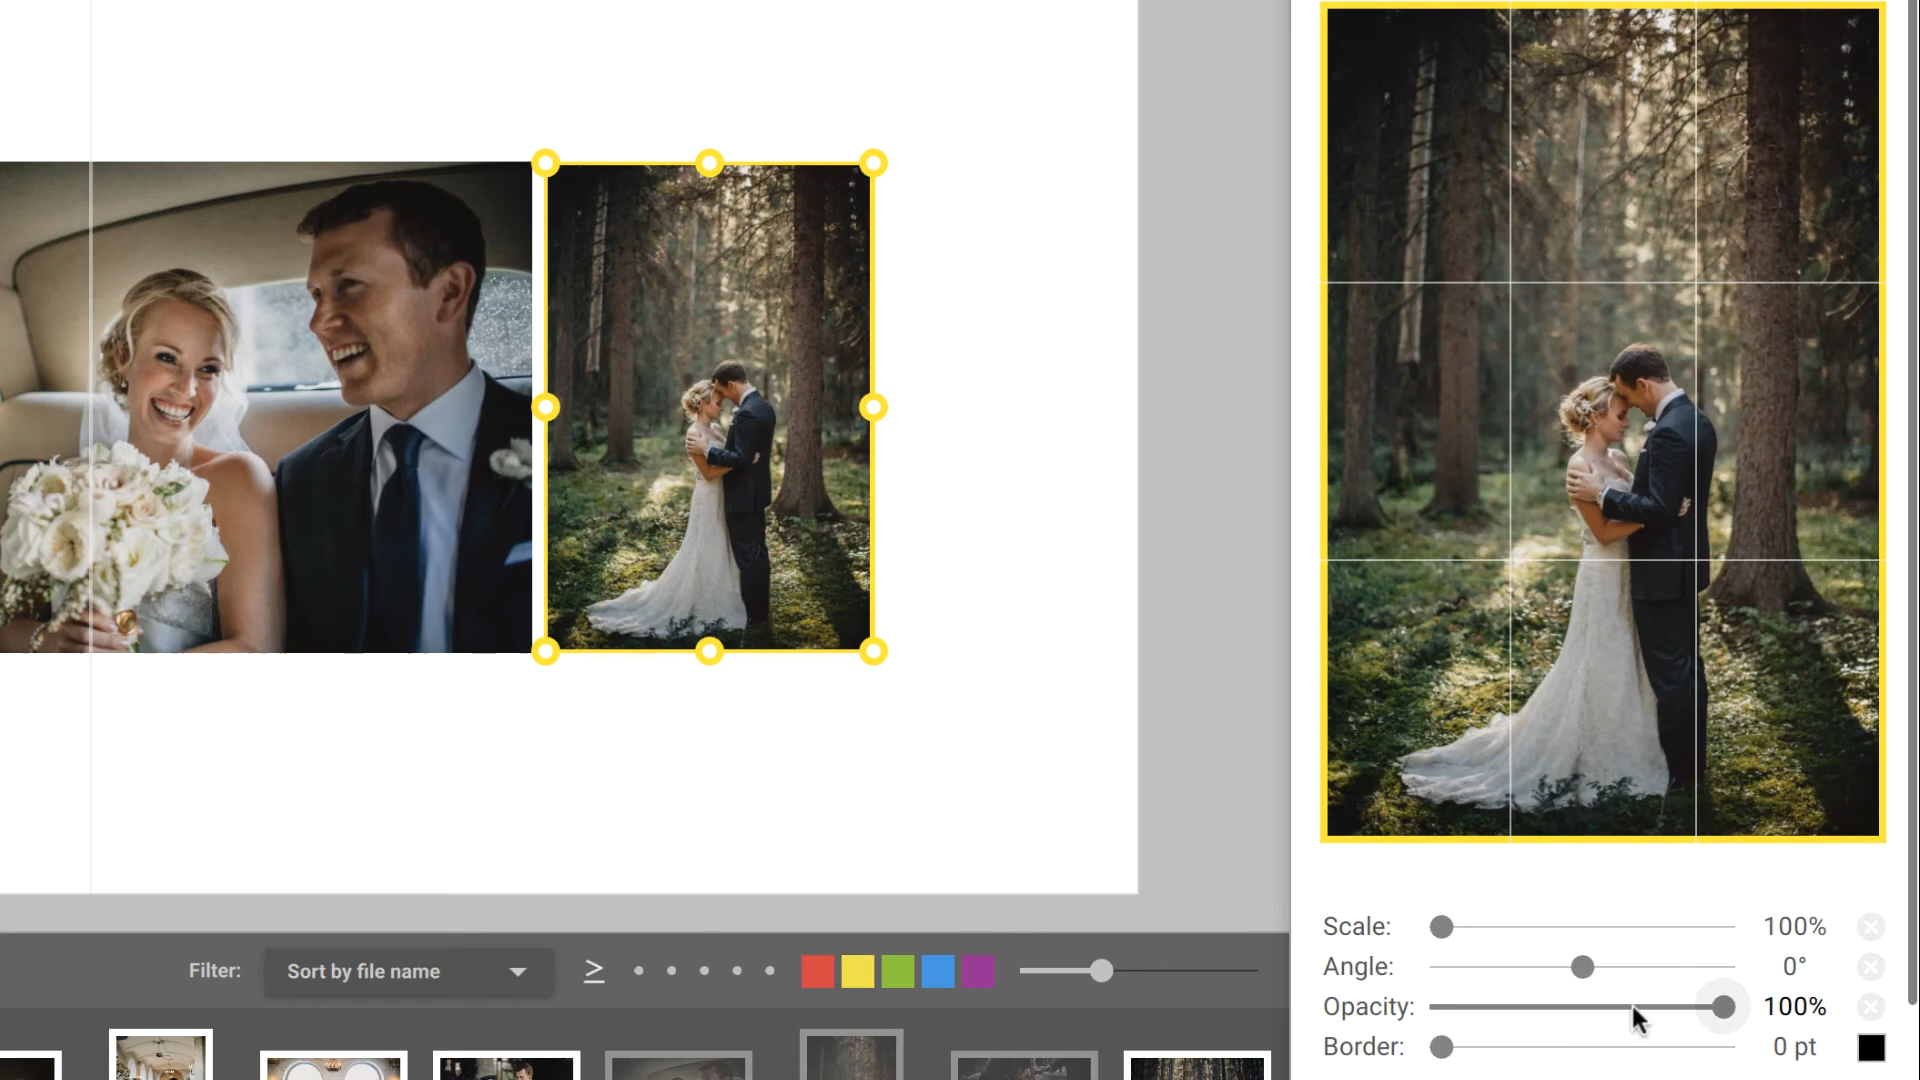 Scale: 100%
Angle: 0°
Opacity: 100%
Border: 0 pt
Filter: Sort by file name ≥